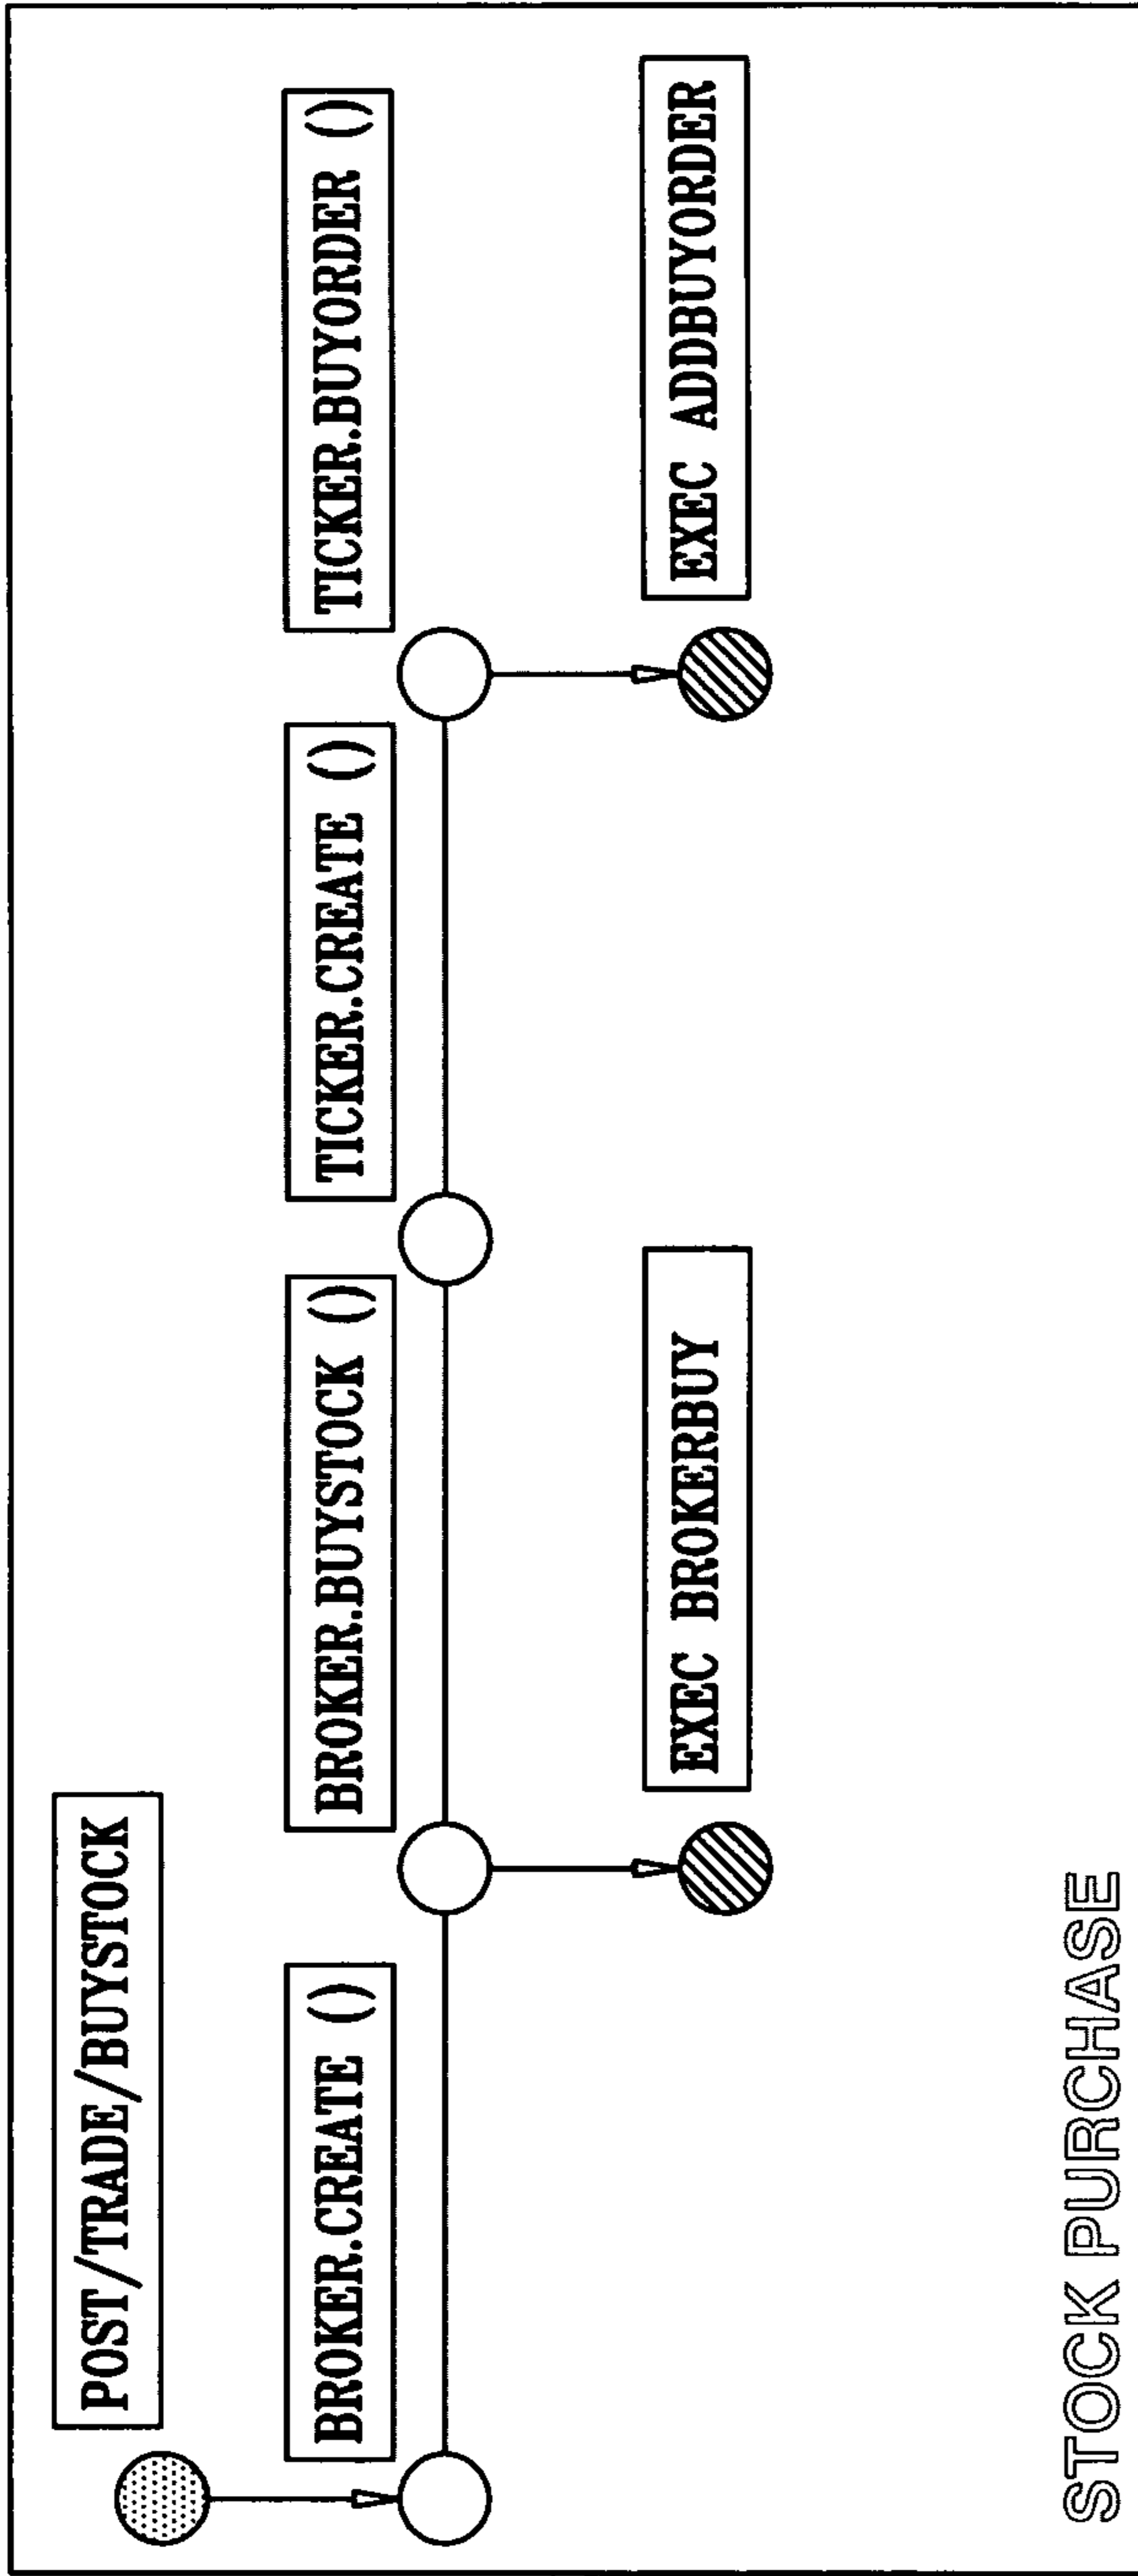 POST/TRADE/BUYSTOCK
BROKER.CREATE ()
BROKER.BUYSTOCK ()
TICKER.CREATE ()
TICKER.BUYORDER ()
EXEC BROKERBUY
EXEC ADDBUYORDER
STOCK PURCHASE